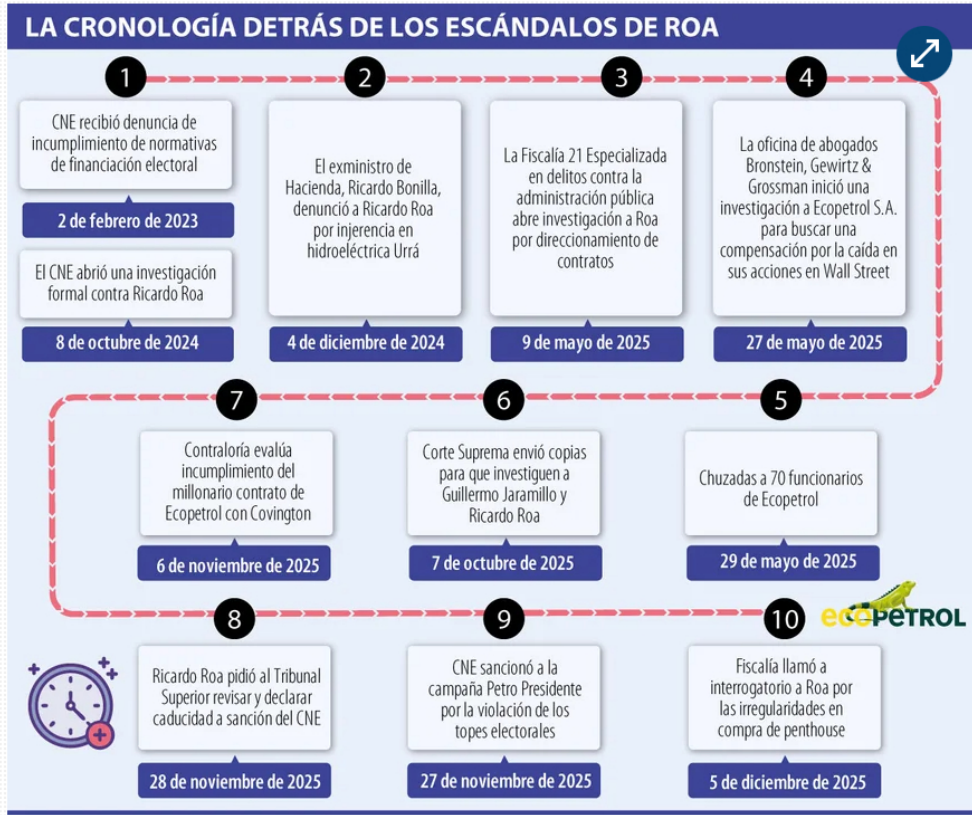 LA CRONOLOGÍA DETRÁS DE LOS ESCÁNDALOS DE ROA
1
CNE recibió denuncia de
incumplimiento de normativas
de financiación electoral
2 de febrero de 2023
El CNE abrió una investigación
formal contra Ricardo Roa
8 de octubre de 2024
2
El exministro de
Hacienda, Ricardo Bonilla,
denunció a Ricardo Roa
por injerencia en
hidroeléctrica Urrá
4 de diciembre de 2024
3
La Fiscalía 21 Especializada
en delitos contra la
administración pública
abre investigación a Roa
por direccionamiento de
contratos
9 de mayo de 2025
4
La oficina de abogados
Bronstein, Gewirtz &
Grossman inició una
investigación a Ecopetrol S.A.
para buscar una
compensación por la caída en
sus acciones en Wall Street
27 de mayo de 2025
5
Chuzadas a 70 funcionarios
de Ecopetrol
29 de mayo de 2025
6
Corte Suprema envió copias
para que investiguen a
Guillermo Jaramillo y
Ricardo Roa
7 de octubre de 2025
7
Contraloría evalúa
incumplimiento del
millonario contrato de
Ecopetrol con Covington
6 de noviembre de 2025
8
Ricardo Roa pidió al Tribunal
Superior revisar y declarar
caducidad a sanción del CNE
28 de noviembre de 2025
9
CNE sancionó a la
campaña Petro Presidente
por la violación de los
topes electorales
27 de noviembre de 2025
10
Fiscalía llamó a
interrogatorio a Roa por
las irregularidades en
compra de penthouse
5 de diciembre de 2025
ecoPETROL